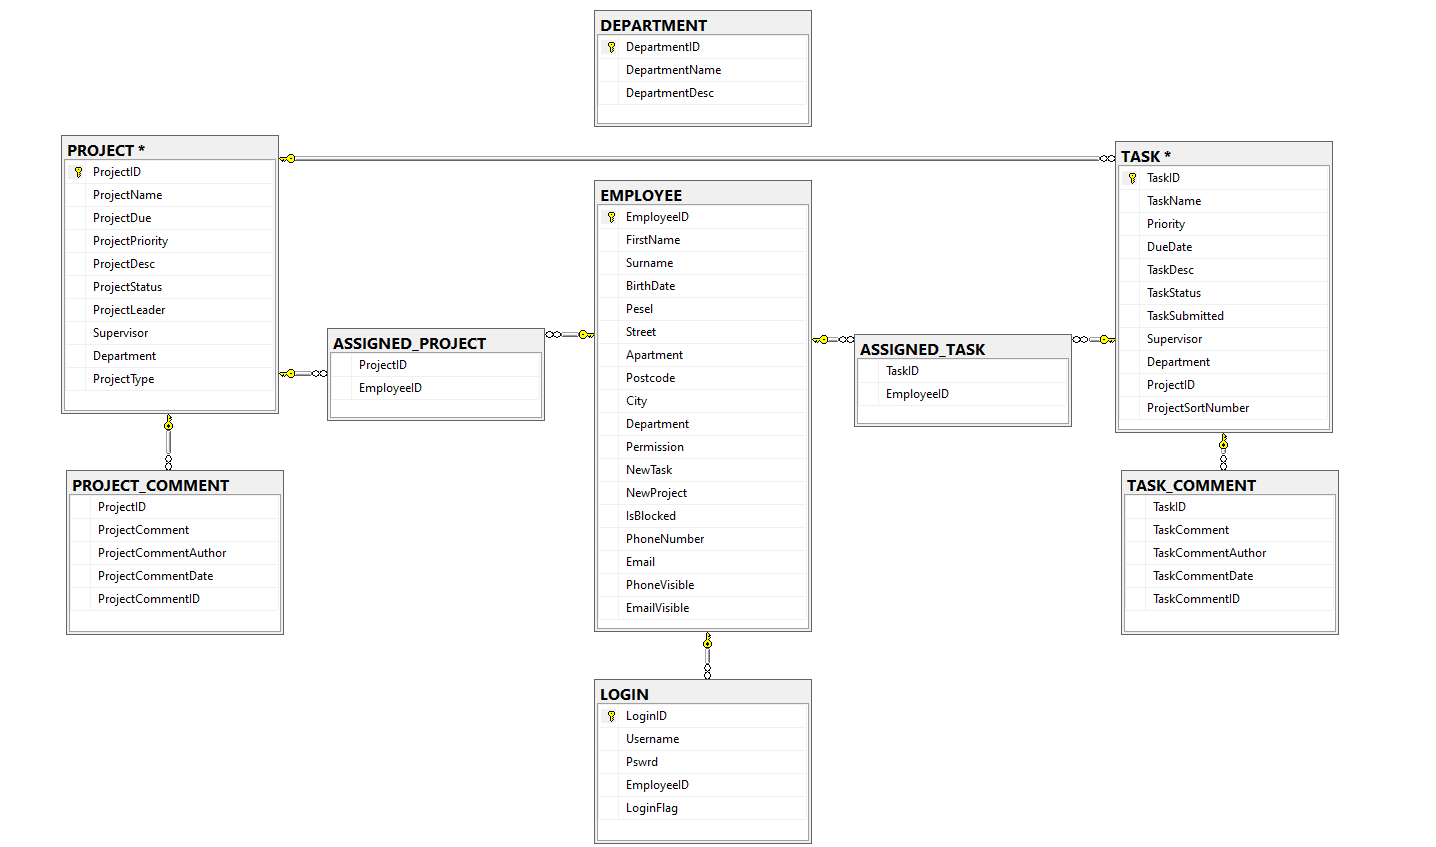 DEPARTMENT
DepartmentID
DepartmentName
DepartmentDesc
PROJECT *
ProjectID
ProjectName
ProjectDue
ProjectPriority
ProjectDesc
ProjectStatus
ProjectLeader
Supervisor
Department
ProjectType
TASK *
TaskID
TaskName
Priority
DueDate
TaskDesc
TaskStatus
TaskSubmitted
Supervisor
Department
ProjectID
ProjectSortNumber
EMPLOYEE
EmployeeID
FirstName
Surname
BirthDate
Pesel
Street
Apartment
Postcode
City
Department
Permission
NewTask
NewProject
IsBlocked
PhoneNumber
Email
PhoneVisible
EmailVisible
ASSIGNED_PROJECT
ProjectID
EmployeeID
ASSIGNED_TASK
TaskID
EmployeeID
PROJECT_COMMENT
ProjectID
ProjectComment
ProjectCommentAuthor
ProjectCommentDate
ProjectCommentID
TASK_COMMENT
TaskID
TaskComment
TaskCommentAuthor
TaskCommentDate
TaskCommentID
LOGIN
LoginID
Username
Pswrd
EmployeeID
LoginFlag